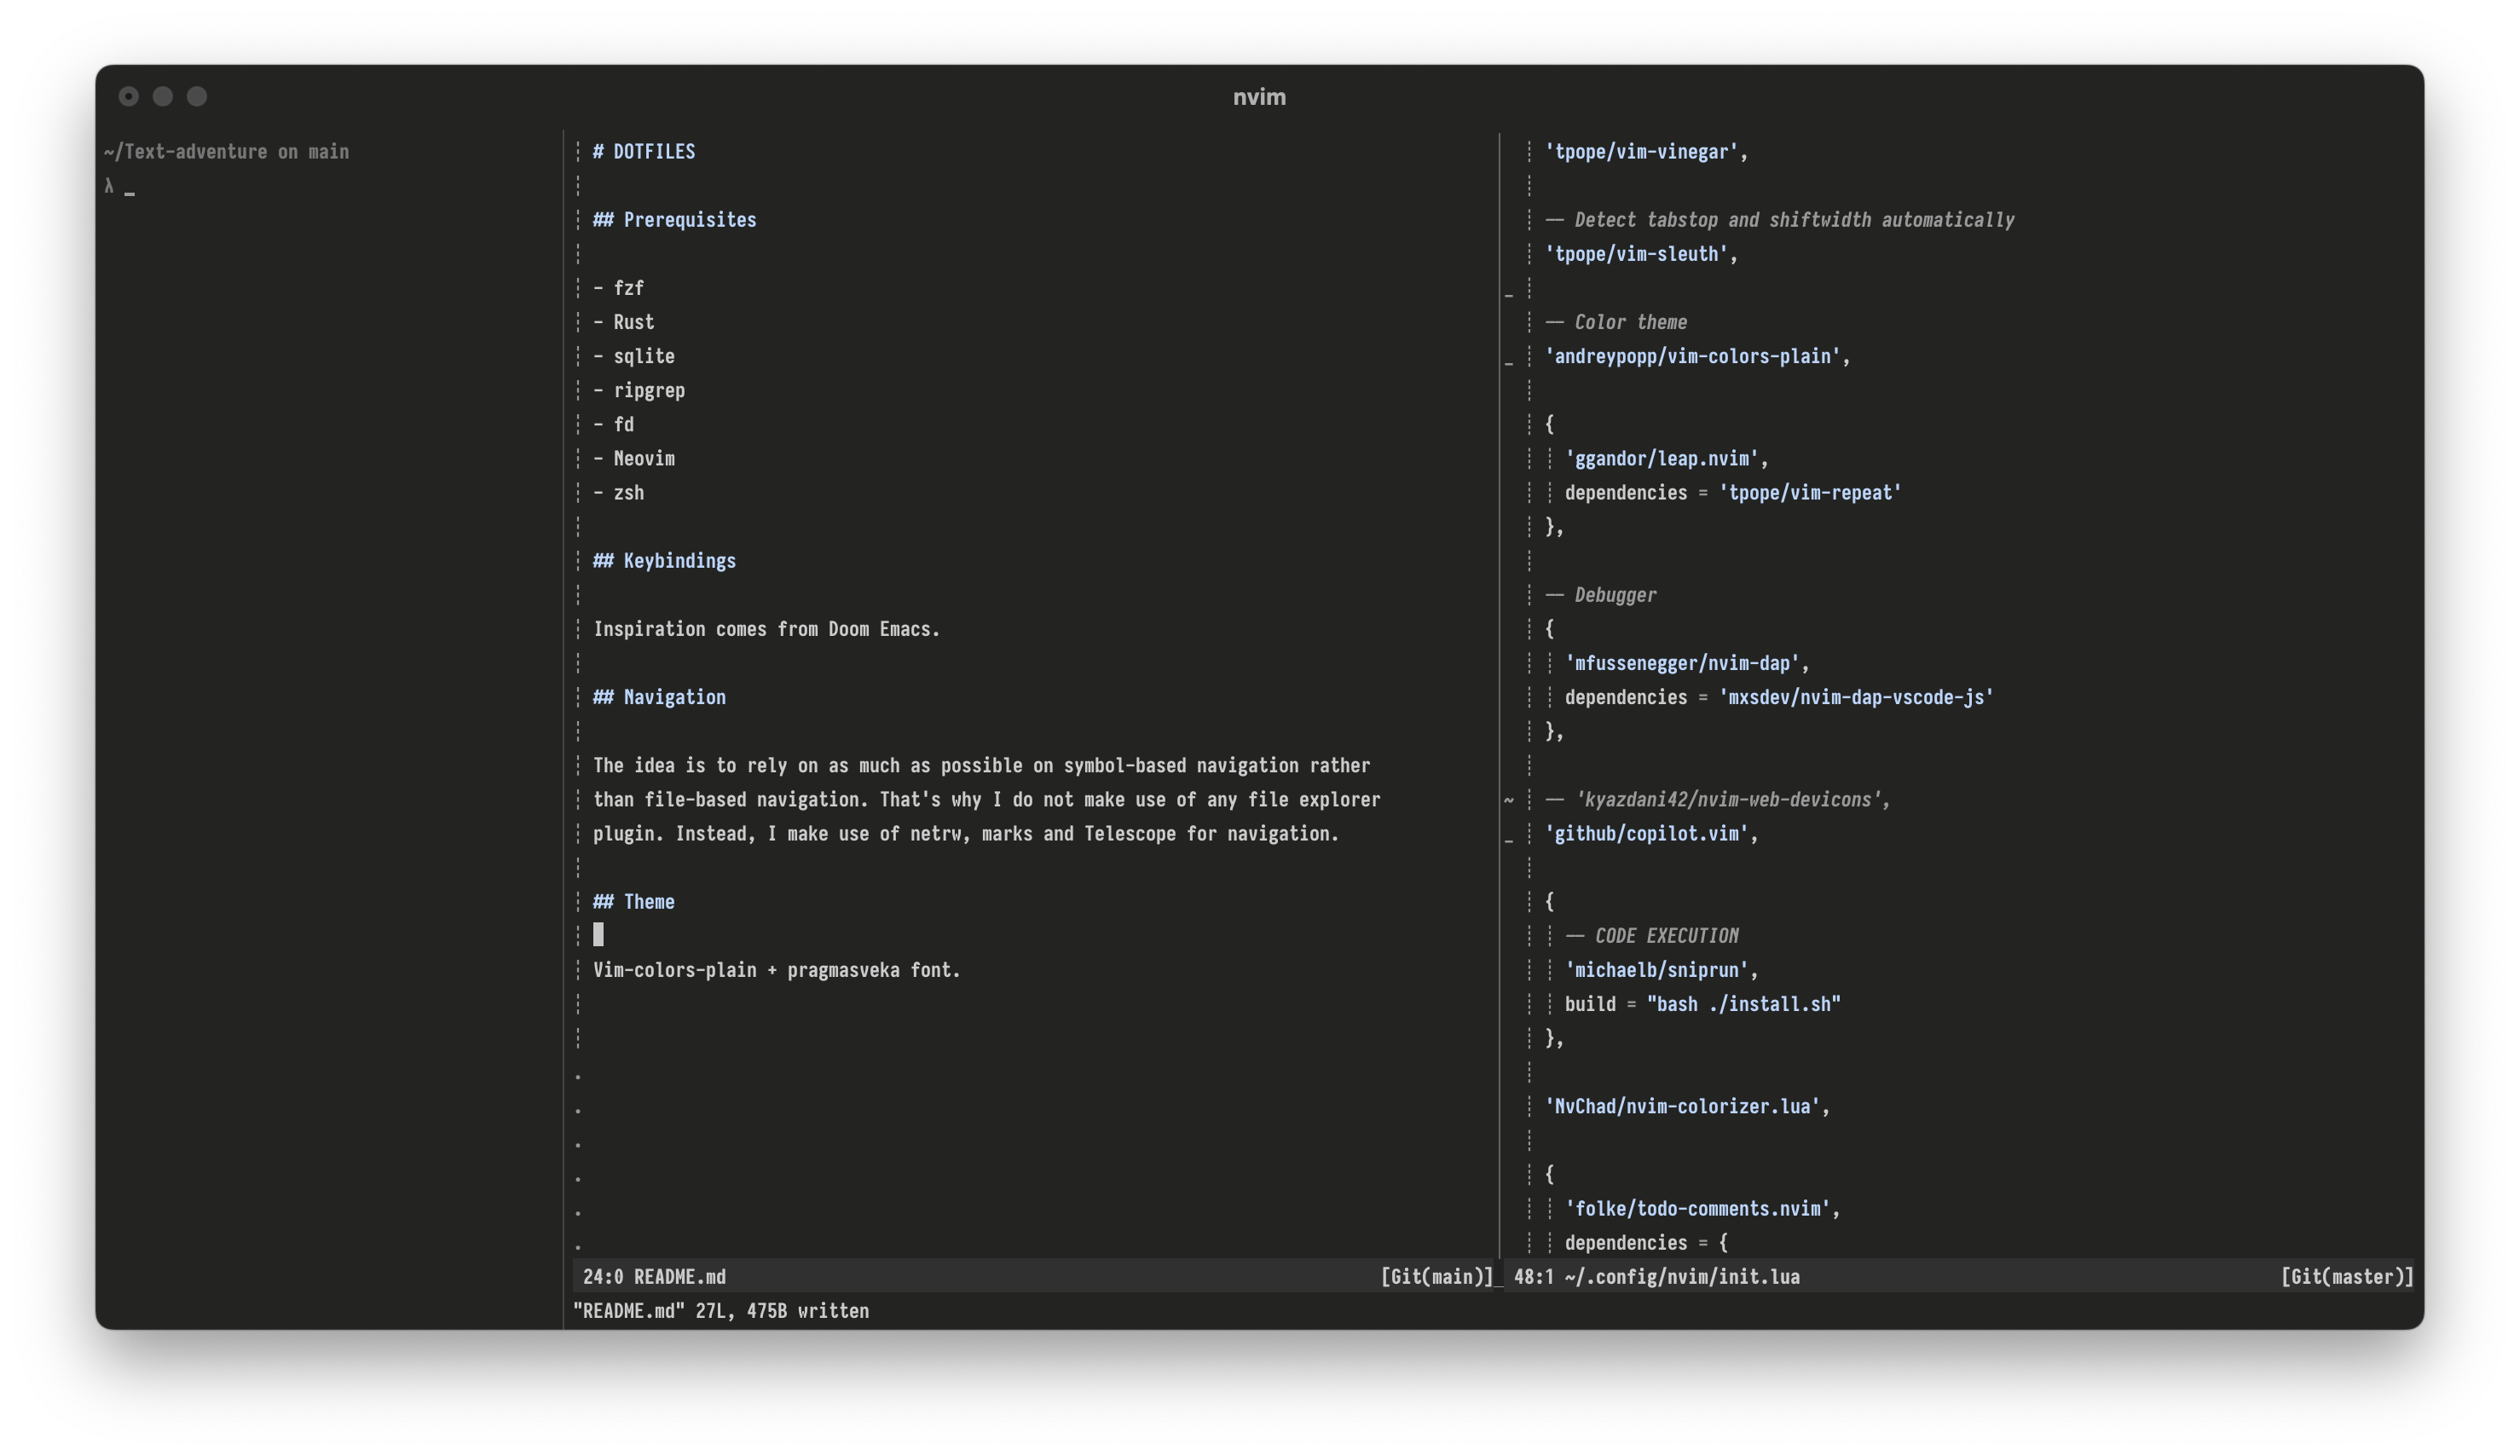 nvim
~/Text-adventure on main
λ _
# DOTFILES
## Prerequisites
- fzf
- Rust
- sqlite
- ripgrep
- fd
- Neovim
- zsh
## Keybindings
Inspiration comes from Doom Emacs.
## Navigation
The idea is to rely on as much as possible on symbol-based navigation rather
than file-based navigation. That's why I do not make use of any file explorer
plugin. Instead, I make use of netrw, marks and Telescope for navigation.
## Theme
Vim-colors-plain + pragmasveka font.
24:0 README.md [Git(main)]
"README.md" 27L, 475B written
'tpope/vim-vinegar',
-- Detect tabstop and shiftwidth automatically
'tpope/vim-sleuth',
-- Color theme
'andreypopp/vim-colors-plain',
{
'ggandor/leap.nvim',
dependencies = 'tpope/vim-repeat'
},
-- Debugger
{
'mfussenegger/nvim-dap',
dependencies = 'mxsdev/nvim-dap-vscode-js'
},
~ -- 'kyazdani42/nvim-web-devicons',
'github/copilot.vim',
{
-- CODE EXECUTION
'michaelb/sniprun',
build = "bash ./install.sh"
},
'NvChad/nvim-colorizer.lua',
{
'folke/todo-comments.nvim',
dependencies = {
48:1 ~/.config/nvim/init.lua [Git(master)]